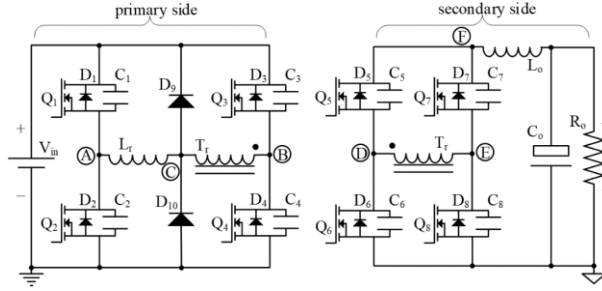 primary side
secondary side
F
D₁ C₁ D₉ D₃ C₃ D₅ C₅ D₇ C₇ Lₒ
Q₁ Q₃ Q₅ Q₇
+ Vᵢₙ −
A Lᵣ C Tᵣ B D Tᵣ E Cₒ Rₒ
D₂ C₂ D₁₀ D₄ C₄ D₆ C₆ D₈ C₈
Q₂ Q₄ Q₆ Q₈